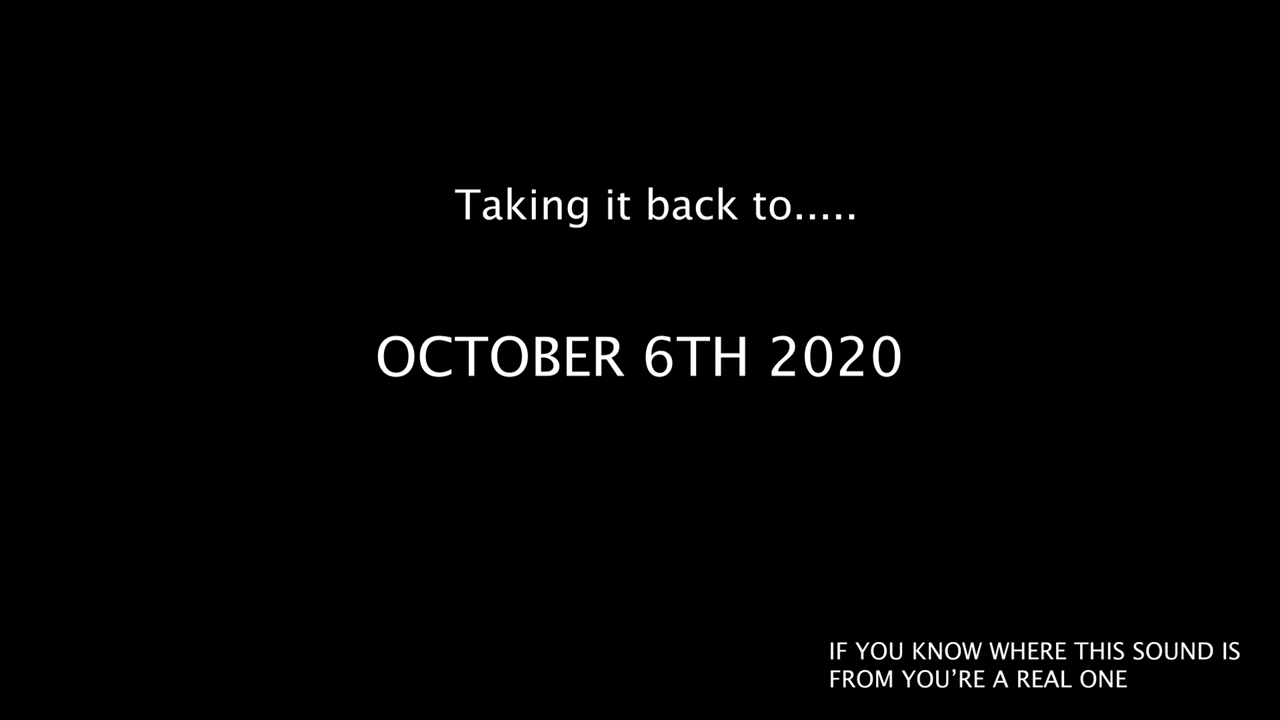 Taking it back to.....
OCTOBER 6TH 2020
IF YOU KNOW WHERE THIS SOUND IS
FROM YOU’RE A REAL ONE